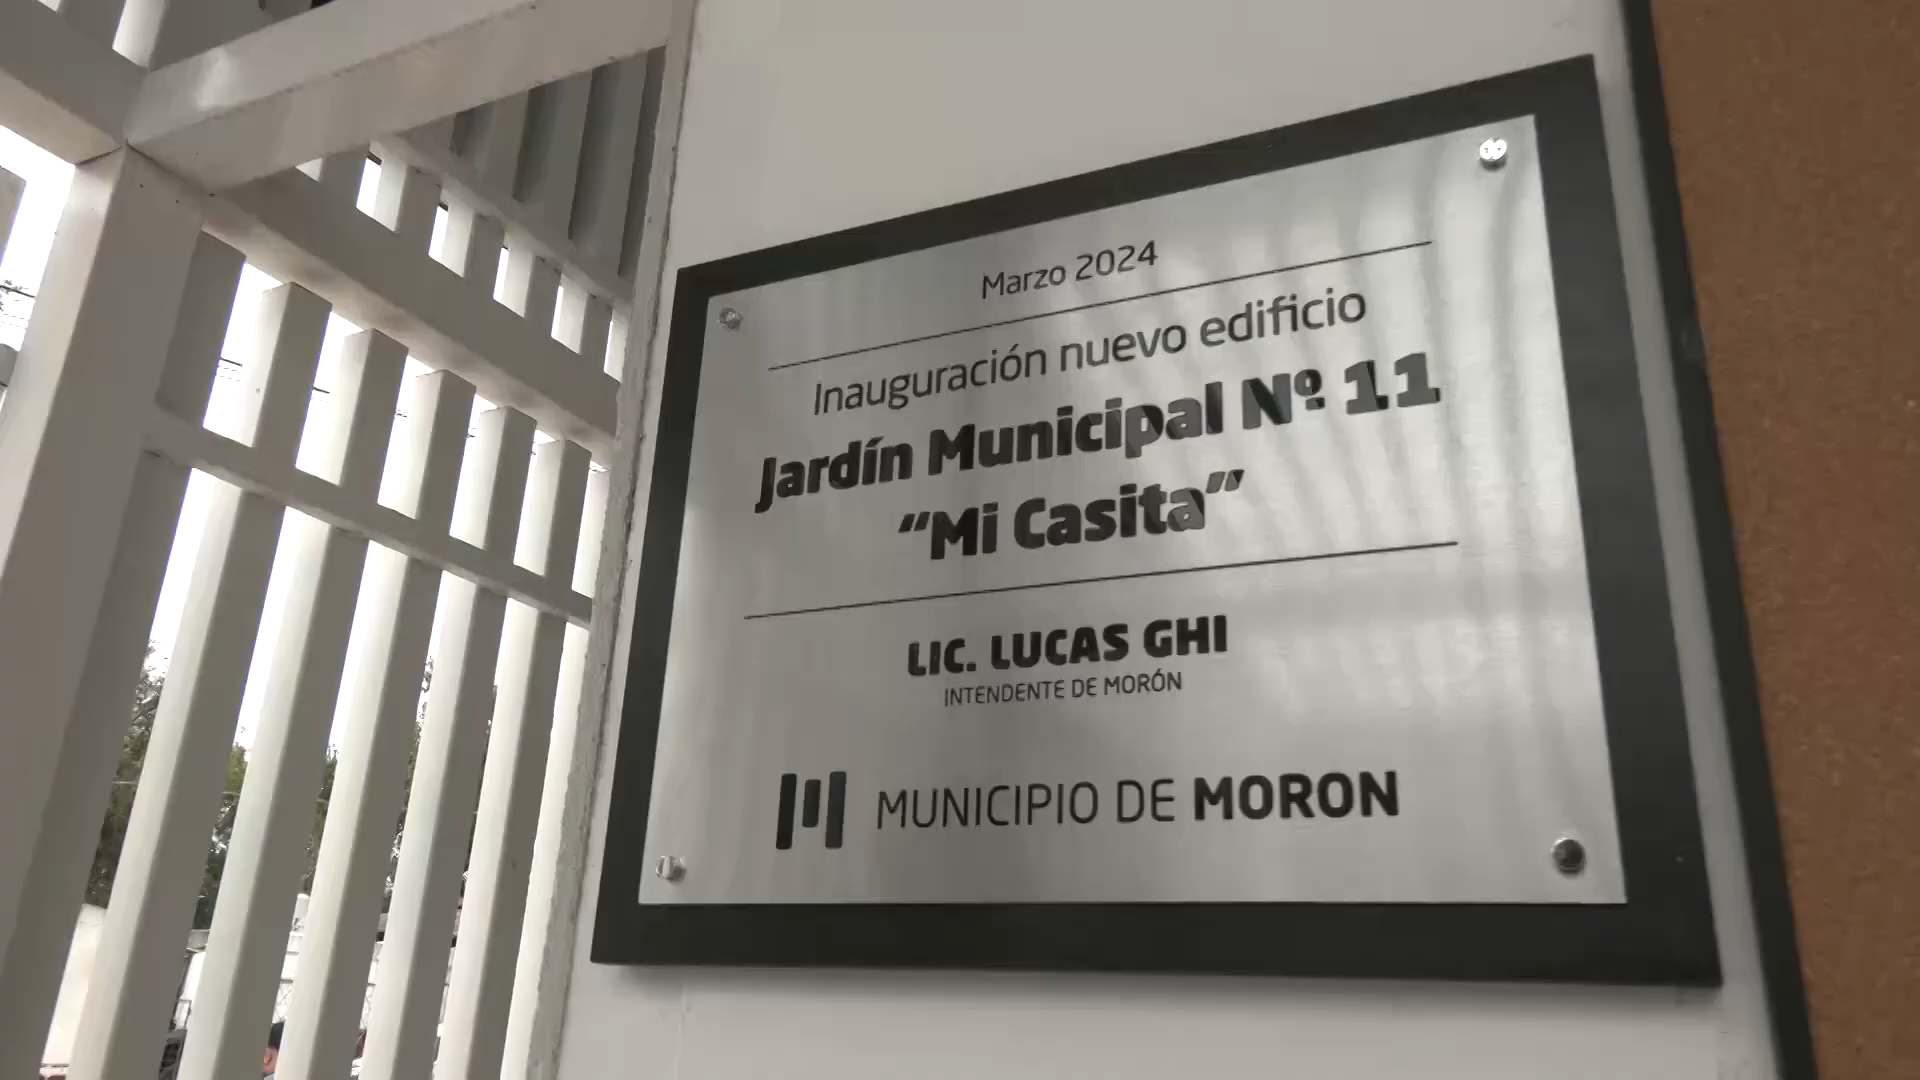 Marzo 2024
Inauguración nuevo edificio
Jardín Municipal Nº 11
“Mi Casita”
LIC. LUCAS GHI
INTENDENTE DE MORÓN
MUNICIPIO DE MORON